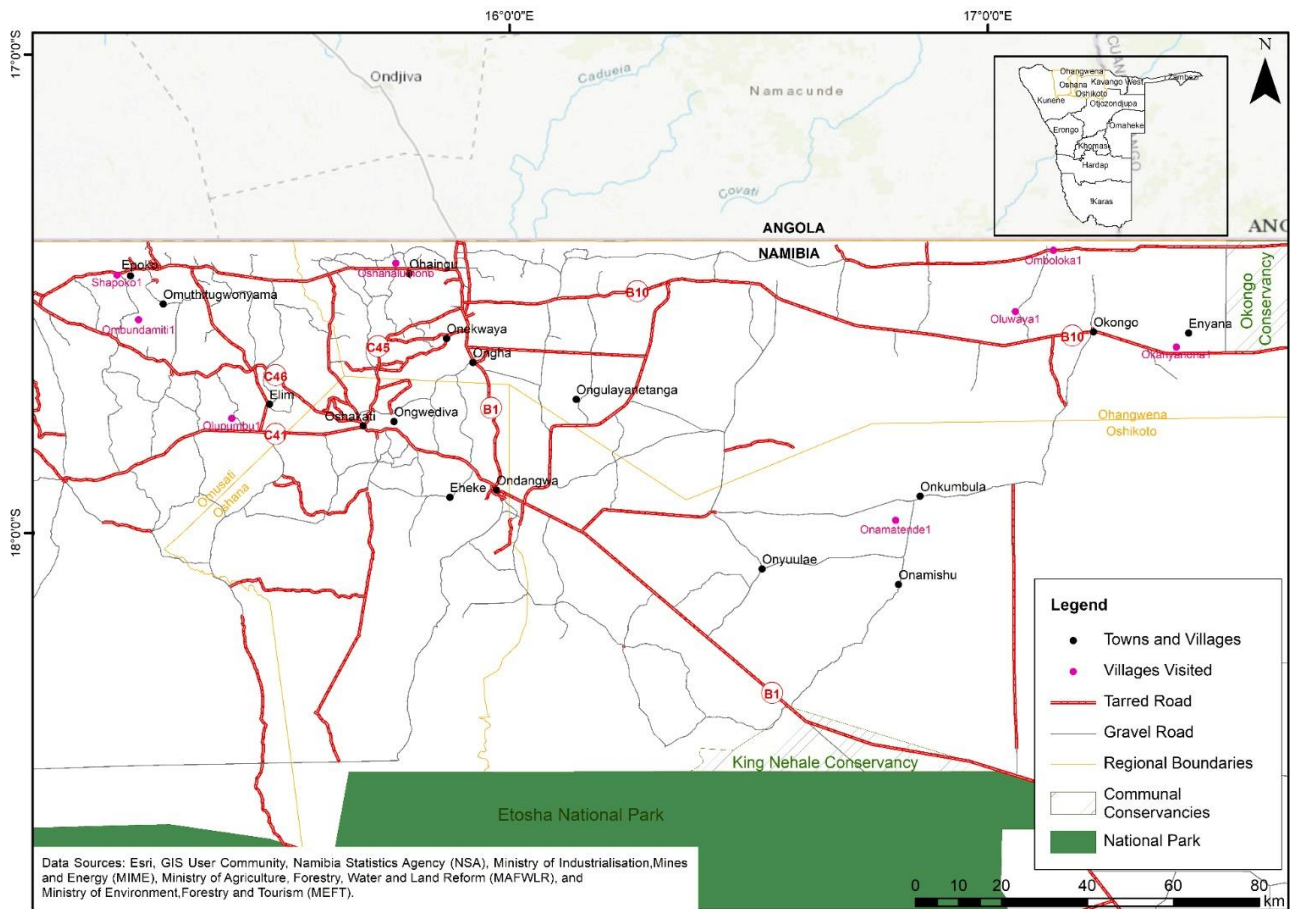 16°0'0"E
17°0'0"E
17°0'0"S
18°0'0"S
N
Ondjiva
Cadueia
Namacunde
Covati
ANGOLA
NAMIBIA
Ohangwena
Kavango West
Zambezi
Oshana
Oshikoto
Kunene
Otjozondjupa
Erongo
Omaheke
Khomas
Hardap
!Karas
Epoko
Shapoko1
Omuthitugwonyama
Ombundamiti1
Oshanalumono
Ohaingu
B10
Onekwaya
C45
Ongha
C46
Elim
Olupumbu1
C41
Oshakati
Ongwediva
B1
Ongulayanetanga
Omboloka1
Oluwaya1
B10
Okongo
Enyana
Okanyanona1
Okongo
Conservancy
Ohangwena
Oshikoto
Omusati
Oshana
Eheke
Ondangwa
Onkumbula
Onamatende1
Onyuulae
Onamishu
B1
King Nehale Conservancy
Etosha National Park
Legend
Towns and Villages
Villages Visited
Tarred Road
Gravel Road
Regional Boundaries
Communal
Conservancies
National Park
Data Sources: Esri, GIS User Community, Namibia Statistics Agency (NSA), Ministry of Industrialisation,Mines
and Energy (MIME), Ministry of Agriculture, Forestry, Water and Land Reform (MAFWLR), and
Ministry of Environment,Forestry and Tourism (MEFT).
0 10 20 40 60 80
km